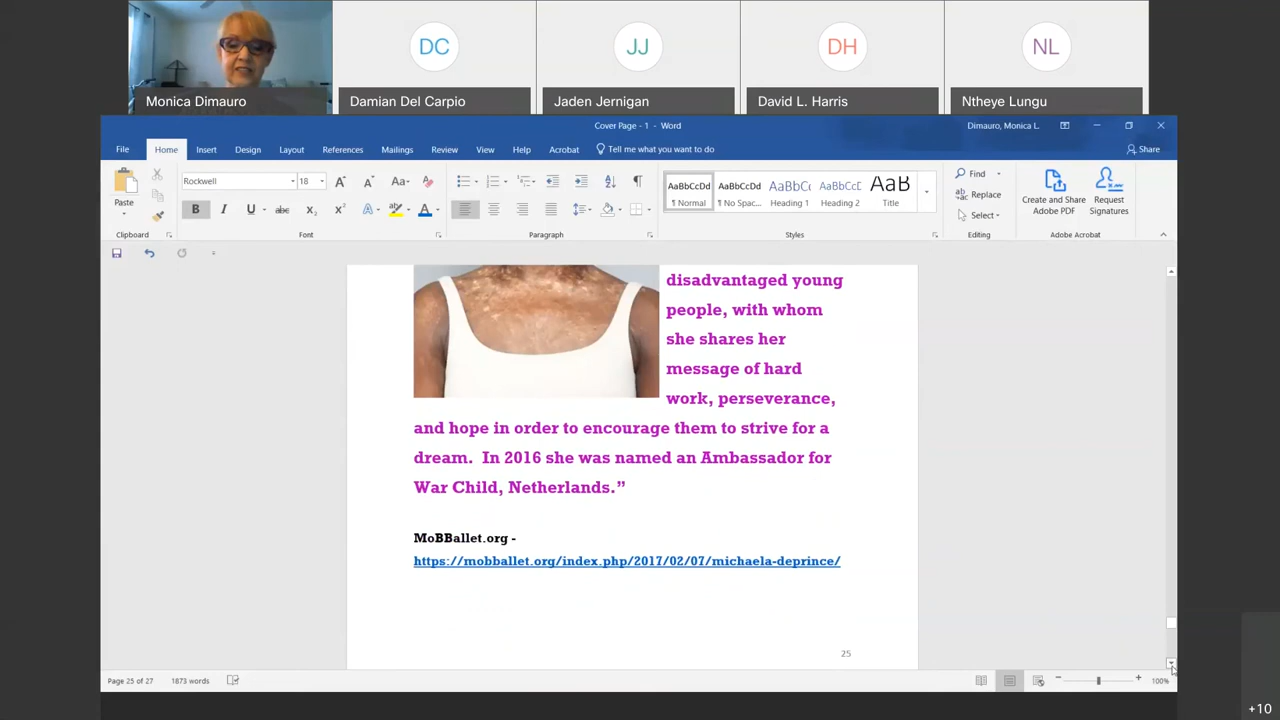 DC
JJ
DH
NL
Monica Dimauro
Damian Del Carpio
Jaden Jernigan
David L. Harris
Ntheye Lungu
Cover Page - 1 - Word
Dimauro, Monica L.
File Home Insert Design Layout References Mailings Review View Help Acrobat Tell me what you want to do Share
Paste
Clipboard
Rockwell 18
Font
Paragraph
AaBbCcDd AaBbCcDd AaBbCc AaBbCcD AaB
¶ Normal ¶ No Spac... Heading 1 Heading 2 Title
Styles
Find
Replace
Select
Editing
Create and Share
Adobe PDF
Request
Signatures
Adobe Acrobat
disadvantaged young
people, with whom
she shares her
message of hard
work, perseverance,
and hope in order to encourage them to strive for a
dream. In 2016 she was named an Ambassador for
War Child, Netherlands.”
MoBBallet.org -
https://mobballet.org/index.php/2017/02/07/michaela-deprince/
25
Page 25 of 27 1873 words
100%
+10